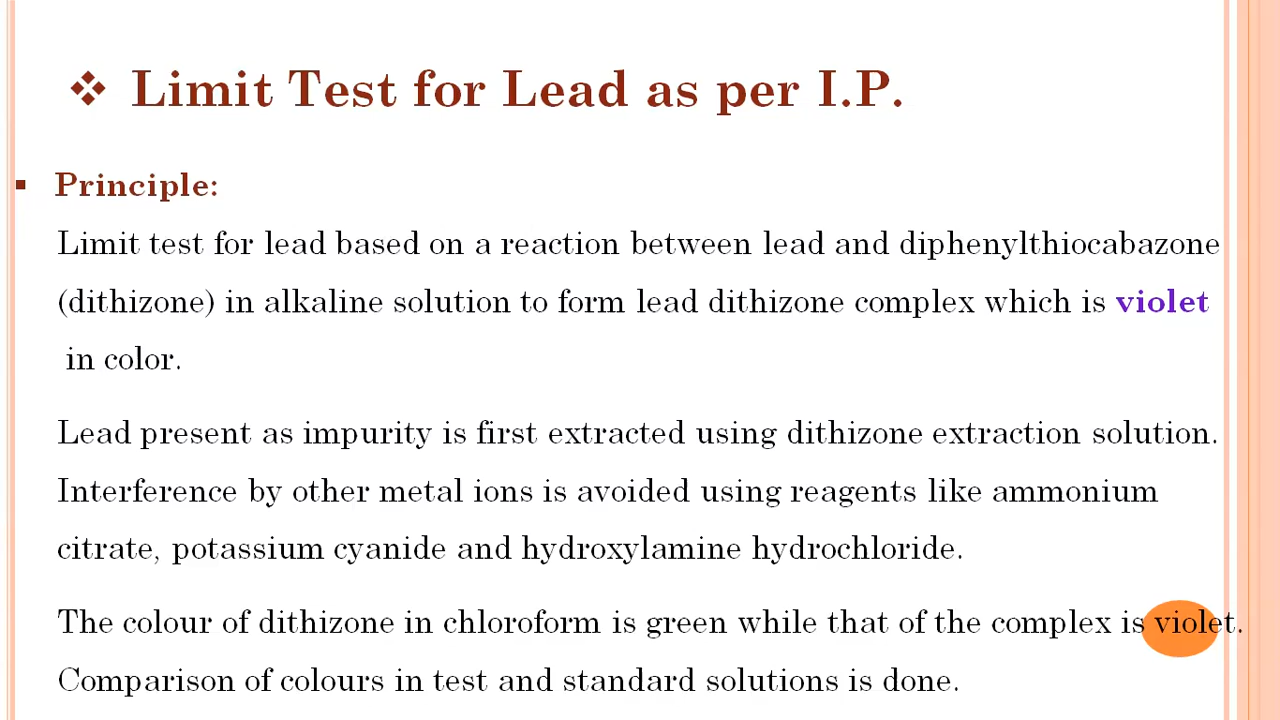 ❖ Limit Test for Lead as per I.P.
▪ Principle:
Limit test for lead based on a reaction between lead and diphenylthiocabazone
(dithizone) in alkaline solution to form lead dithizone complex which is violet
in color.
Lead present as impurity is first extracted using dithizone extraction solution.
Interference by other metal ions is avoided using reagents like ammonium
citrate, potassium cyanide and hydroxylamine hydrochloride.
The colour of dithizone in chloroform is green while that of the complex is violet.
Comparison of colours in test and standard solutions is done.